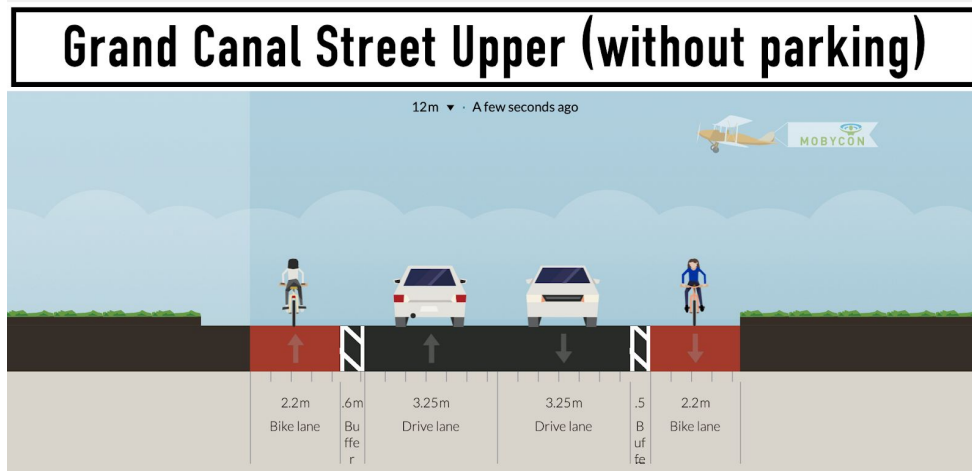 Grand Canal Street Upper (without parking)
12m ▾ · A few seconds ago
MOBYCON
2.2m
Bike lane
.6m
Bu
ffe
r
3.25m
Drive lane
3.25m
Drive lane
.5
B
uf
fe
2.2m
Bike lane